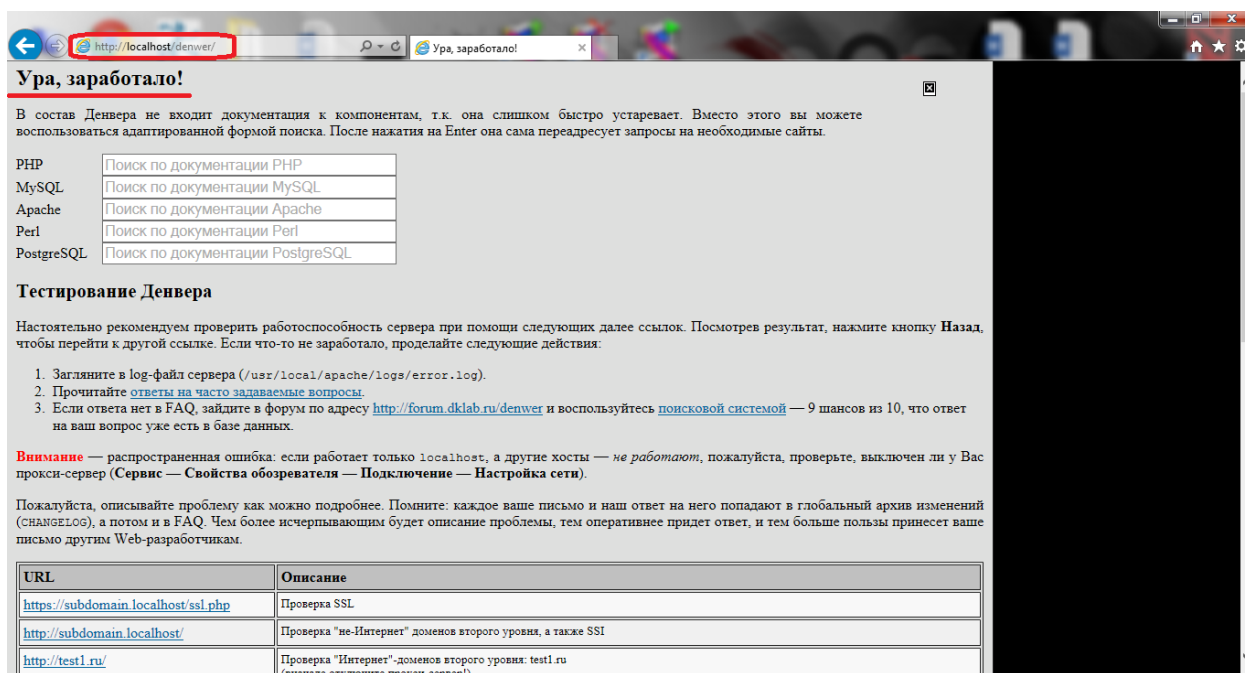 http://localhost/denwer/
Ура, заработало!
Ура, заработало!
В состав Денвера не входит документация к компонентам, т.к. она слишком быстро устаревает. Вместо этого вы можете
воспользоваться адаптированной формой поиска. После нажатия на Enter она сама переадресует запросы на необходимые сайты.
PHP Поиск по документации PHP
MySQL Поиск по документации MySQL
Apache Поиск по документации Apache
Perl Поиск по документации Perl
PostgreSQL Поиск по документации PostgreSQL
Тестирование Денвера
Настоятельно рекомендуем проверить работоспособность сервера при помощи следующих далее ссылок. Посмотрев результат, нажмите кнопку Назад,
чтобы перейти к другой ссылке. Если что-то не заработало, проделайте следующие действия:
1. Загляните в log-файл сервера (/usr/local/apache/logs/error.log).
2. Прочитайте ответы на часто задаваемые вопросы.
3. Если ответа нет в FAQ, зайдите в форум по адресу http://forum.dklab.ru/denwer и воспользуйтесь поисковой системой — 9 шансов из 10, что ответ
на ваш вопрос уже есть в базе данных.
Внимание — распространенная ошибка: если работает только localhost, а другие хосты — не работают, пожалуйста, проверьте, выключен ли у Вас
прокси-сервер (Сервис — Свойства обозревателя — Подключение — Настройка сети).
Пожалуйста, описывайте проблему как можно подробнее. Помните: каждое ваше письмо и наш ответ на него попадают в глобальный архив изменений
(CHANGELOG), а потом и в FAQ. Чем более исчерпывающим будет описание проблемы, тем оперативнее придет ответ, и тем больше пользы принесет ваше
письмо другим Web-разработчикам.
URL Описание
https://subdomain.localhost/ssl.php Проверка SSL
http://subdomain.localhost/ Проверка "не-Интернет" доменов второго уровня, а также SSI
http://test1.ru/ Проверка "Интернет"-доменов второго уровня: test1.ru
(вначале отключите прокси-сервер!)